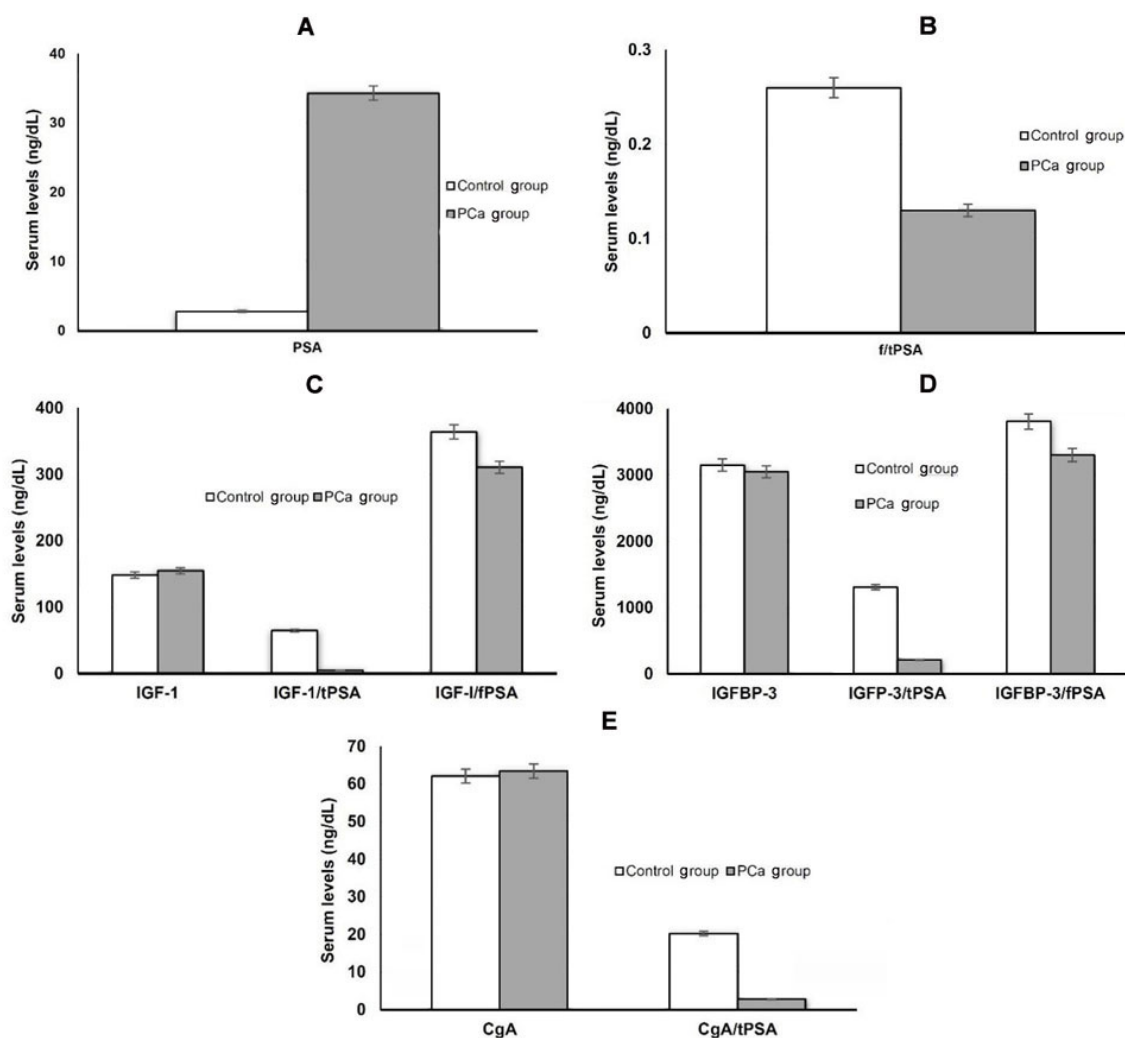 A
Serum levels (ng/dL)
40
30
20
10
0
Control group
PCa group
PSA
B
Serum levels (ng/dL)
0.3
0.2
0.1
0
Control group
PCa group
f/tPSA
C
Serum levels (ng/dL)
400
300
200
100
0
Control group PCa group
IGF-1 IGF-1/tPSA IGF-I/fPSA
D
Serum levels (ng/dL)
4000
3000
2000
1000
0
Control group
PCa group
IGFBP-3 IGFP-3/tPSA IGFBP-3/fPSA
E
Serum levels (ng/dL)
70
60
50
40
30
20
10
0
Control group PCa group
CgA CgA/tPSA